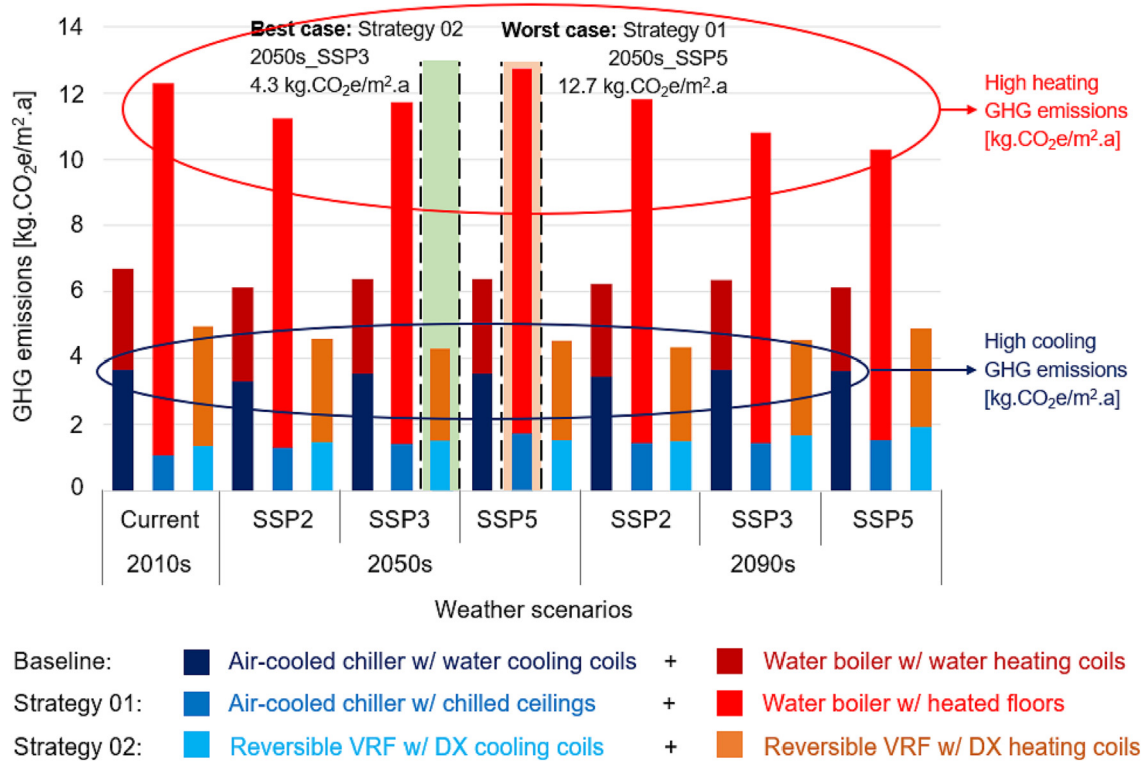 14
12
10
8
6
4
2
0
GHG emissions [kg.CO₂e/m².a]
Best case: Strategy 02
2050s_SSP3
4.3 kg.CO₂e/m².a
Worst case: Strategy 01
2050s_SSP5
12.7 kg.CO₂e/m².a
High heating
GHG emissions
[kg.CO₂e/m².a]
High cooling
GHG emissions
[kg.CO₂e/m².a]
Current SSP2 SSP3 SSP5 SSP2 SSP3 SSP5
2010s 2050s 2090s
Weather scenarios
Baseline: Air-cooled chiller w/ water cooling coils + Water boiler w/ water heating coils
Strategy 01: Air-cooled chiller w/ chilled ceilings + Water boiler w/ heated floors
Strategy 02: Reversible VRF w/ DX cooling coils + Reversible VRF w/ DX heating coils